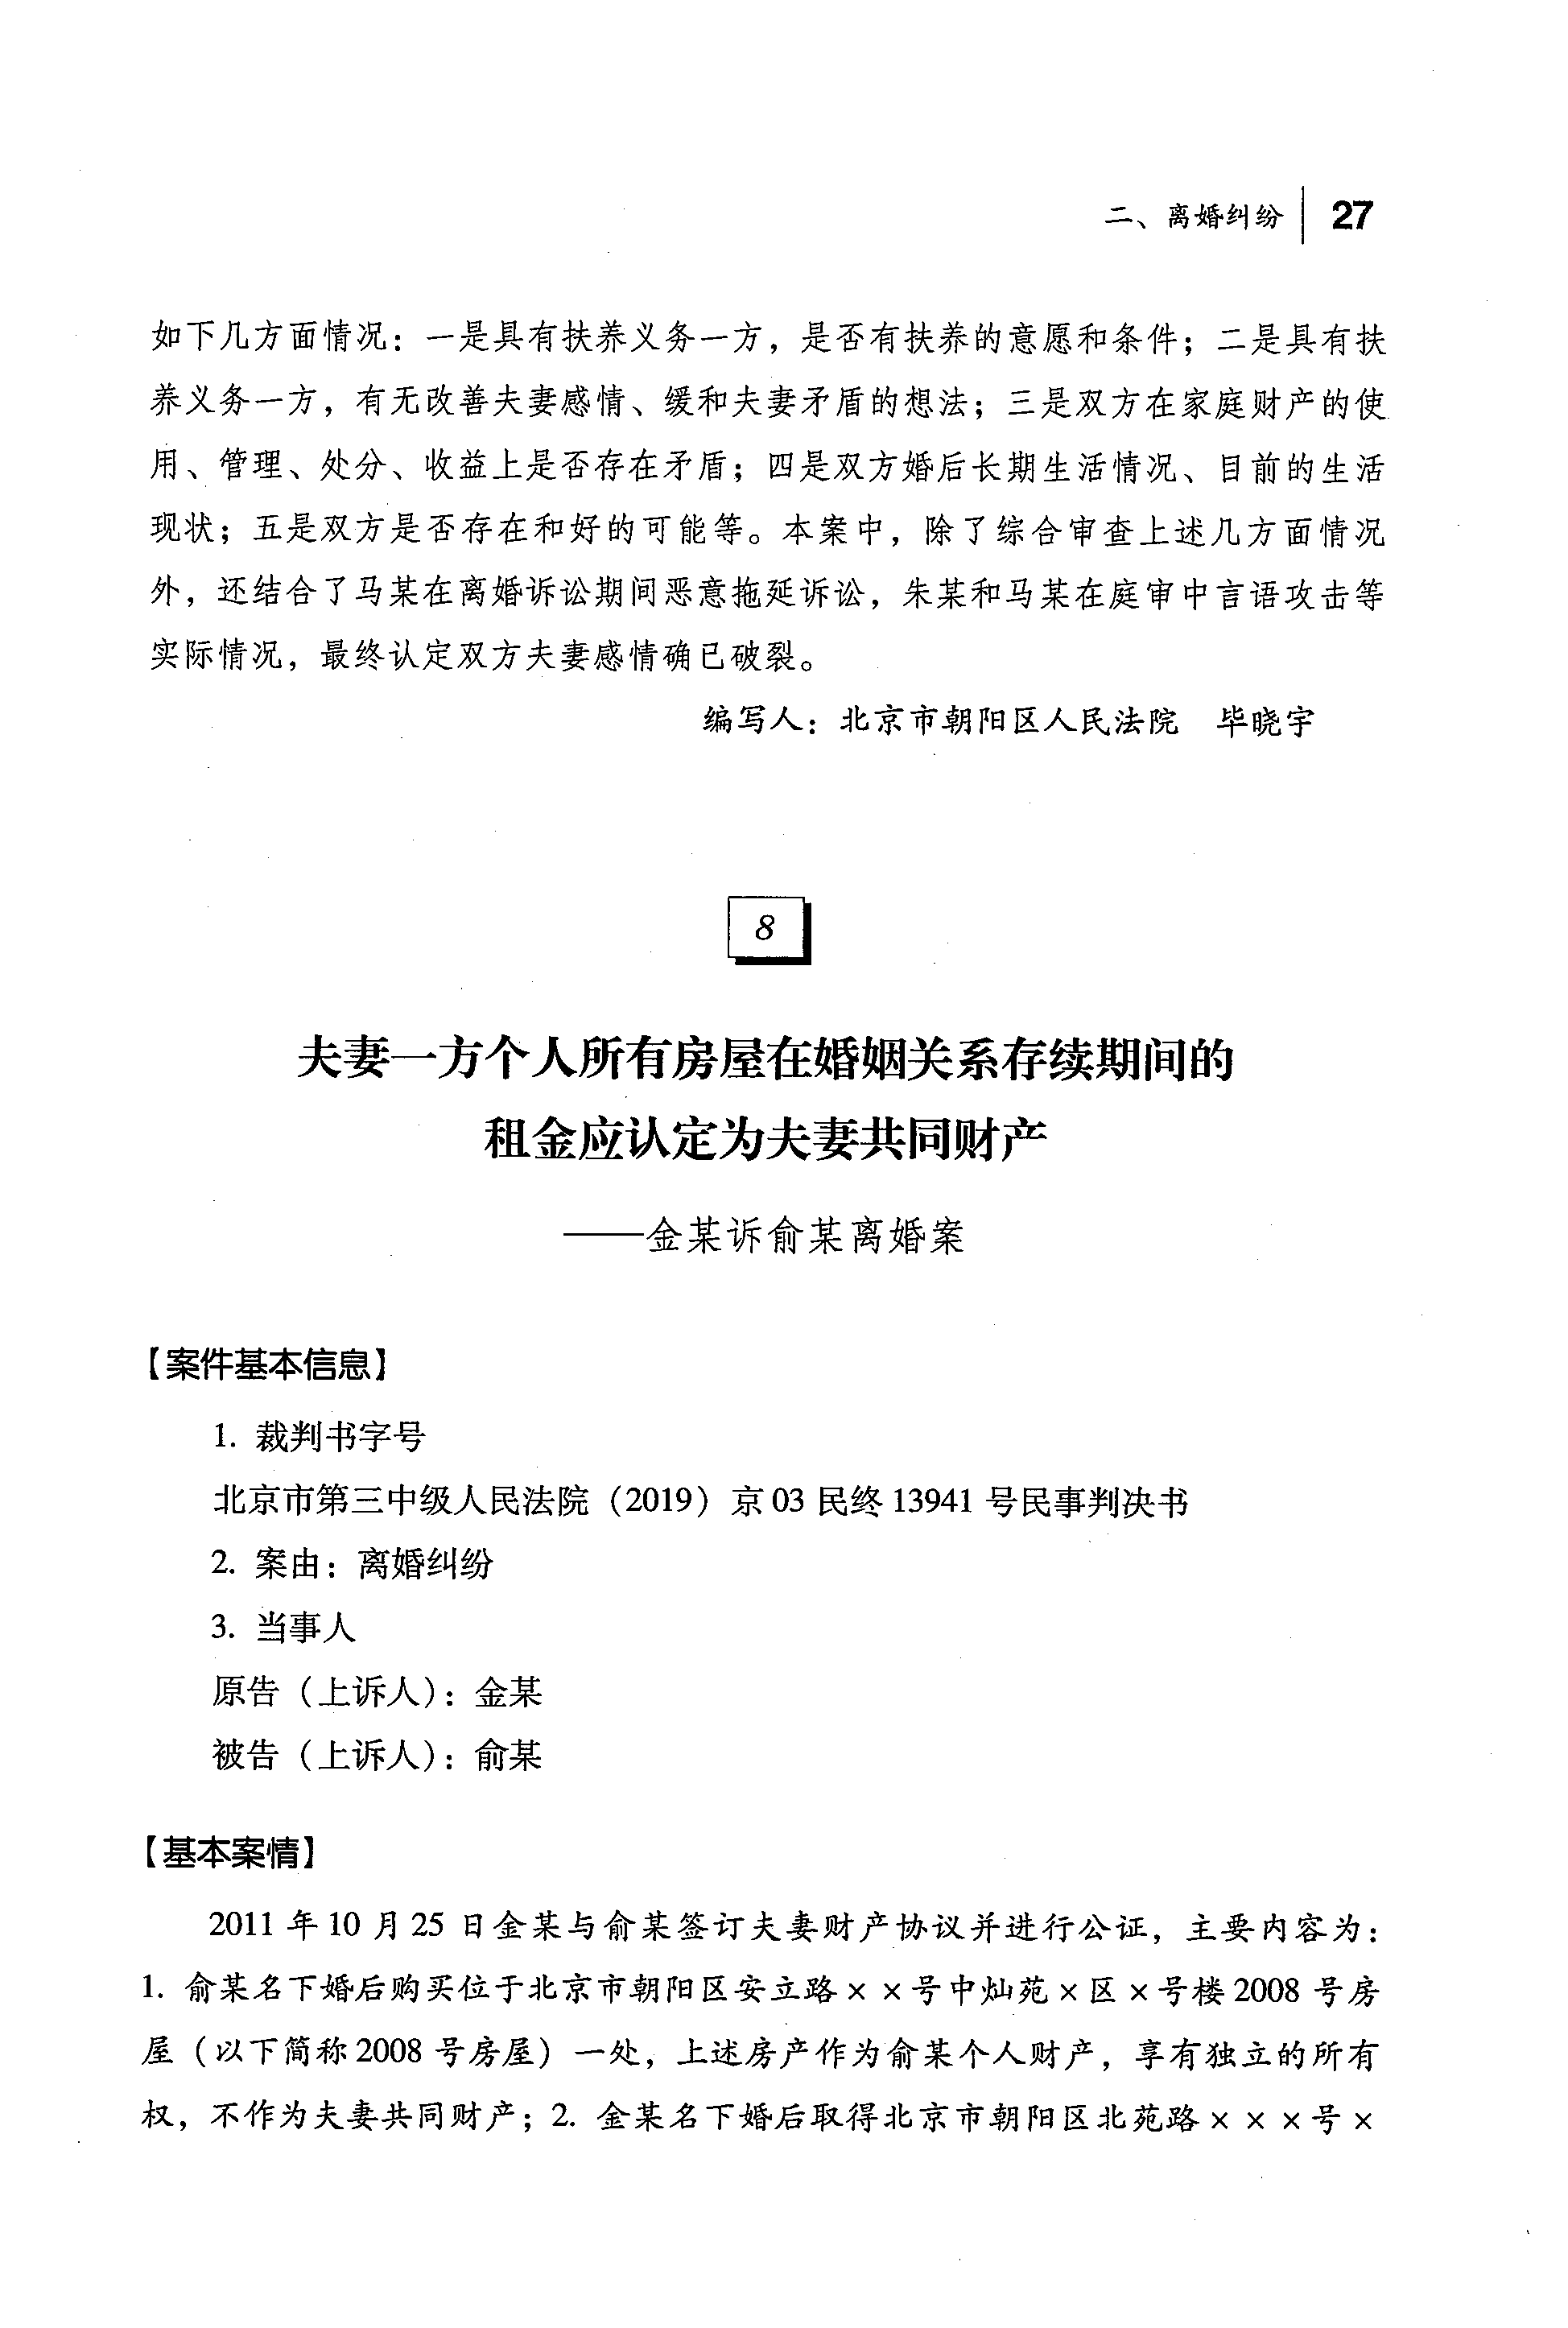 二、离婚纠纷 27
如下几方面情况：一是具有扶养义务一方，是否有扶养的意愿和条件；二是具有扶
养义务一方，有无改善夫妻感情、缓和夫妻矛盾的想法；三是双方在家庭财产的使
用、管理、处分、收益上是否存在矛盾；四是双方婚后长期生活情况、目前的生活
现状；五是双方是否存在和好的可能等。本案中，除了综合审查上述几方面情况
外，还结合了马某在离婚诉讼期间恶意拖延诉讼，朱某和马某在庭审中言语攻击等
实际情况，最终认定双方夫妻感情确已破裂。
编写人：北京市朝阳区人民法院 毕晓宇
8
夫妻一方个人所有房屋在婚姻关系存续期间的
租金应认定为夫妻共同财产
——金某诉俞某离婚案
【案件基本信息】
1. 裁判书字号
北京市第三中级人民法院（2019）京03民终13941号民事判决书
2. 案由：离婚纠纷
3. 当事人
原告（上诉人）：金某
被告（上诉人）：俞某
【基本案情】
2011年10月25日金某与俞某签订夫妻财产协议并进行公证，主要内容为：
1. 俞某名下婚后购买位于北京市朝阳区安立路××号中灿苑×区×号楼2008号房
屋（以下简称2008号房屋）一处，上述房产作为俞某个人财产，享有独立的所有
权，不作为夫妻共同财产；2. 金某名下婚后取得北京市朝阳区北苑路×××号×